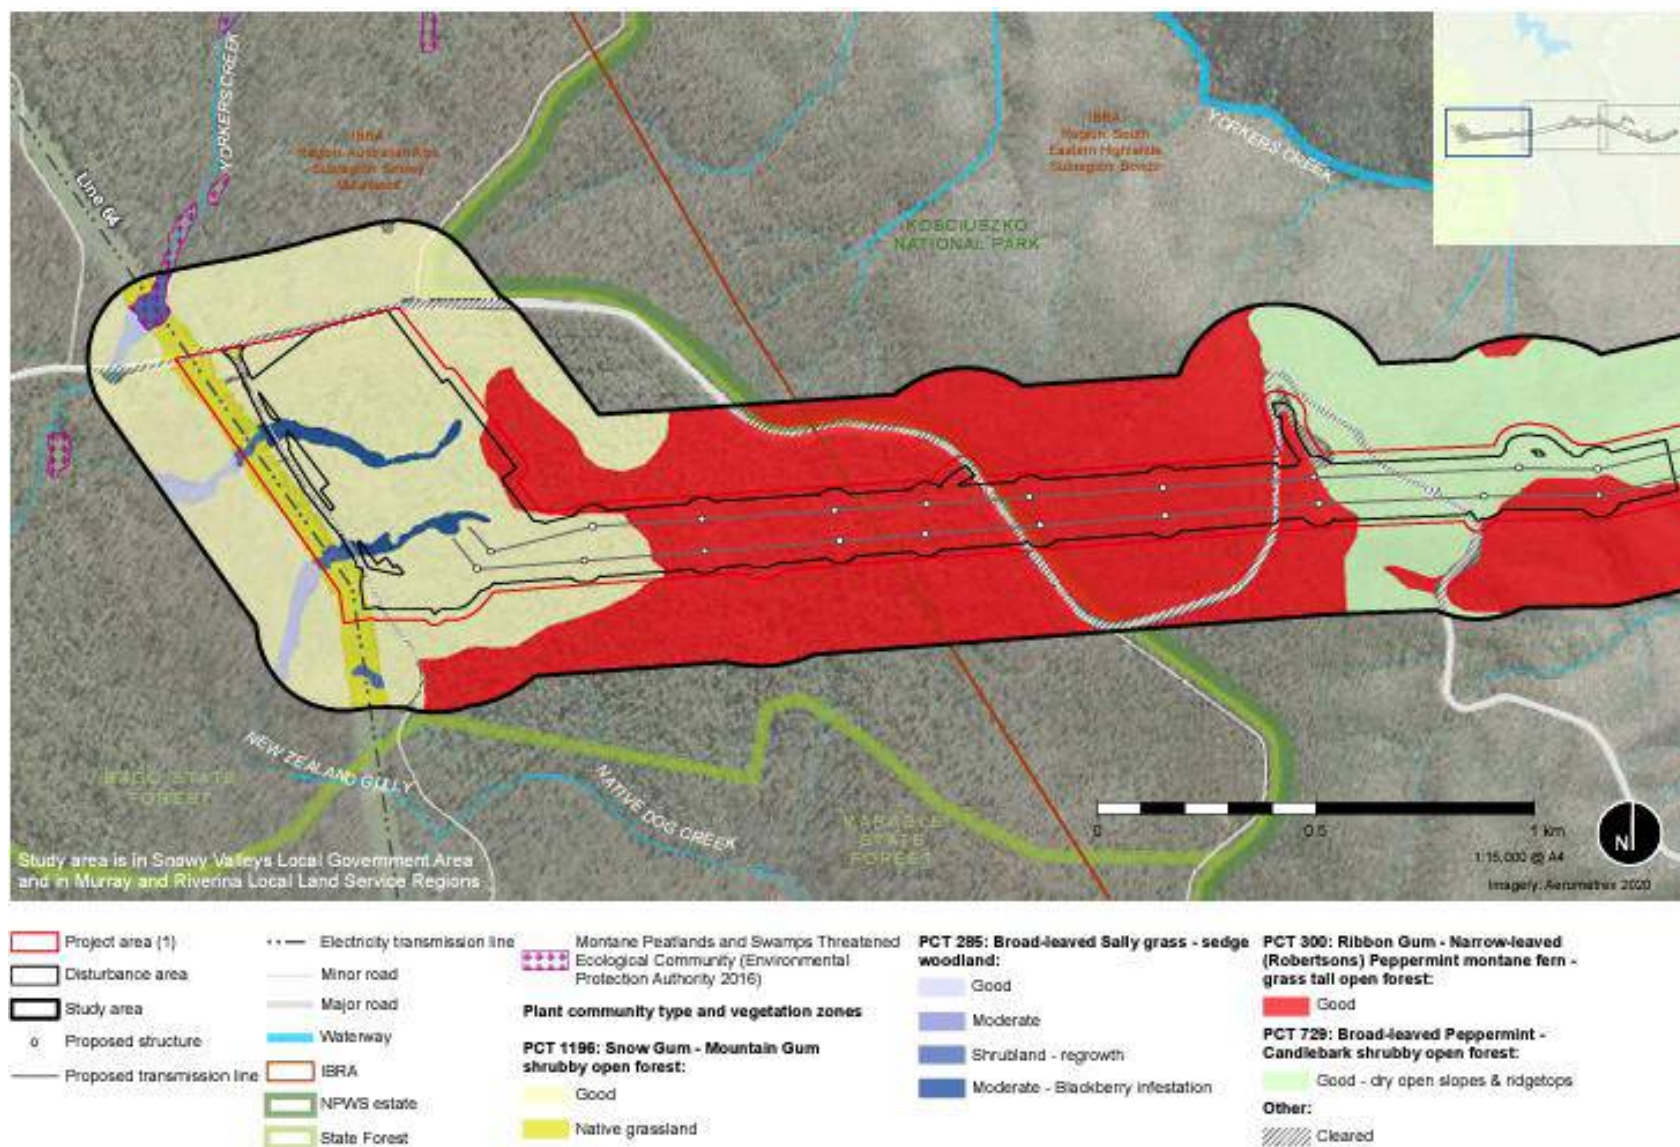 YORKERS CREEK
Line 64
IBRA
Region: Australian Alps
Subregion: Snowy
Mountains
IBRA
Region: South
Eastern Highlands
Subregion: Bondo
YORKERS CREEK
KOSCIUSZKO
NATIONAL PARK
BAGO STATE
FOREST
NEW ZEALAND GULLY
NATIVE DOG CREEK
MARAGLE
STATE
FOREST
0 0.5 1 km
1:15,000 @ A4
N
Imagery: Aerometrex 2020
Study area is in Snowy Valleys Local Government Area
and in Murray and Riverina Local Land Service Regions
Project area (1)
Disturbance area
Study area
Proposed structure
Proposed transmission line
Electricity transmission line
Minor road
Major road
Waterway
IBRA
NPWS estate
State Forest
Montane Peatlands and Swamps Threatened
Ecological Community (Environmental
Protection Authority 2016)
Plant community type and vegetation zones
PCT 1196: Snow Gum - Mountain Gum
shrubby open forest:
Good
Native grassland
PCT 285: Broad-leaved Sally grass - sedge
woodland:
Good
Moderate
Shrubland - regrowth
Moderate - Blackberry infestation
PCT 300: Ribbon Gum - Narrow-leaved
(Robertsons) Peppermint montane fern -
grass tall open forest:
Good
PCT 729: Broad-leaved Peppermint -
Candlebark shrubby open forest:
Good - dry open slopes & ridgetops
Other:
Cleared